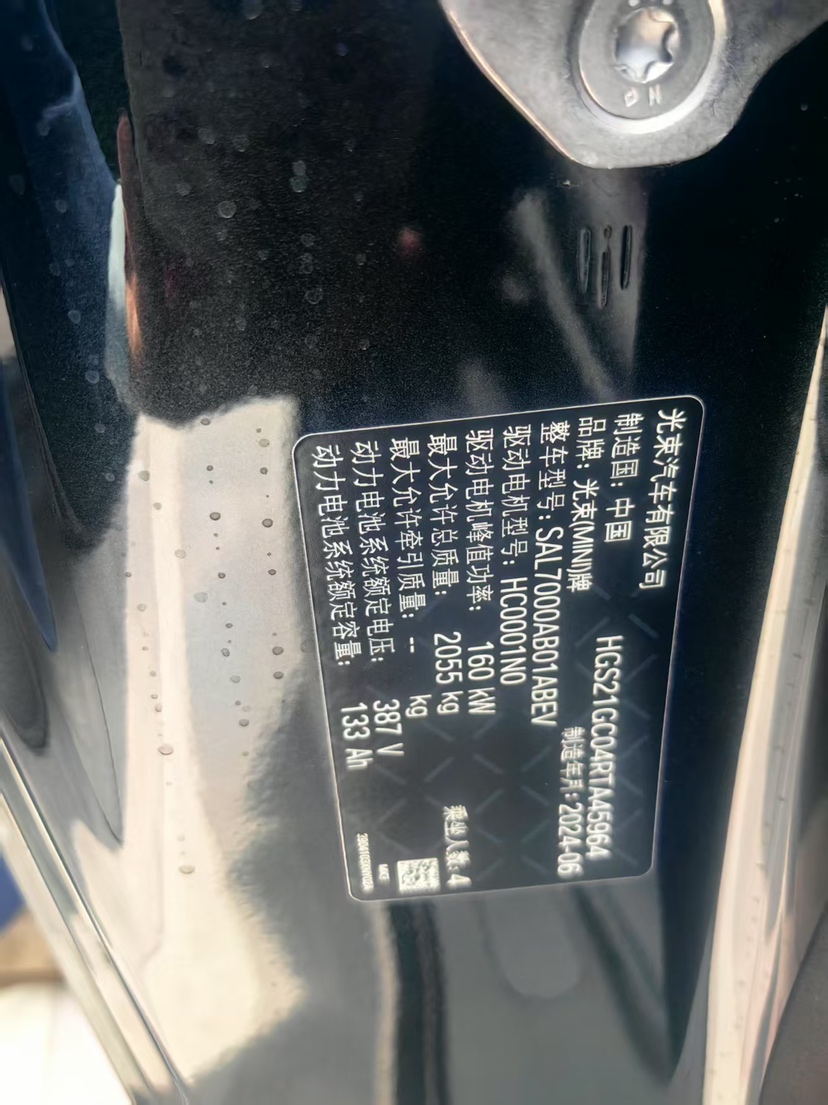 光束汽车有限公司
制造国: 中国 HGS21GC04RTA45964
品牌: 光束(MINI)牌 制造年月: 2024-06
整车型号: SAL7000AB01ABEV
驱动电机型号: HC0001N0
驱动电机峰值功率: 160 kW
最大允许总质量: 2055 kg 乘坐人数: 4
最大允许牵引质量: -- kg
动力电池系统额定电压: 387 V
动力电池系统额定容量: 133 Ah